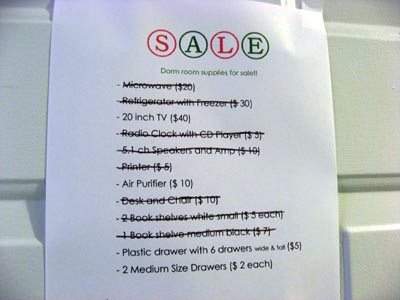 SALE
Dorm room supplies for sale!!
- Microwave ($20)
- Refrigerator with Freezer ($ 30)
- 20 inch TV ($40)
- Radio Clock with CD Player ($ 5)
- 5.1 ch Speakers and Amp ($ 10)
- Printer ($ 5)
- Air Purifier ($ 10)
- Desk and Chair ($ 10)
- 2 Book shelves white small ($ 5 each)
- 1 Book shelve medium black ($ 7)
- Plastic drawer with 6 drawers wide & tall ($5)
- 2 Medium Size Drawers ($ 2 each)